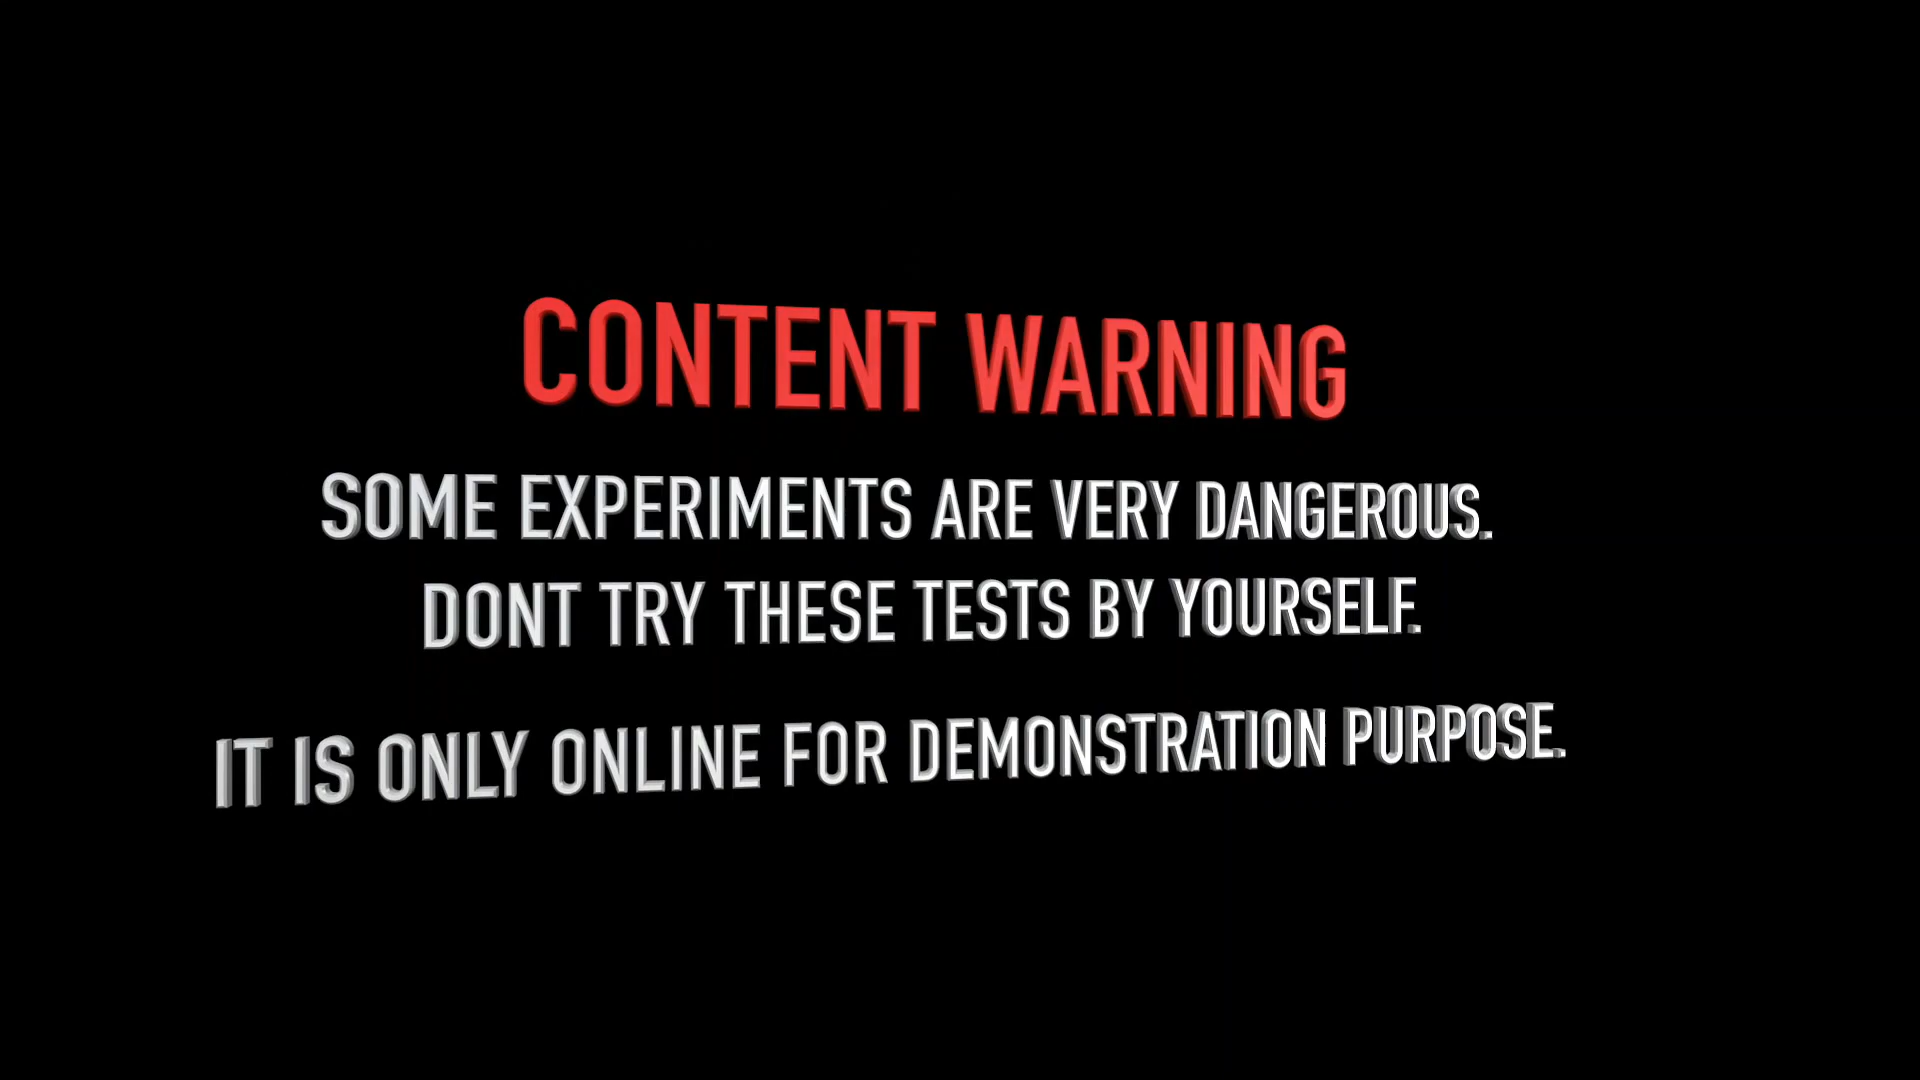 CONTENT WARNING
SOME EXPERIMENTS ARE VERY DANGEROUS.
DONT TRY THESE TESTS BY YOURSELF.
IT IS ONLY ONLINE FOR DEMONSTRATION PURPOSE.